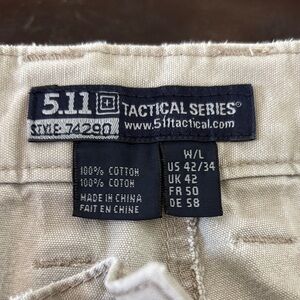 5.11 TACTICAL SERIES®
STYLE: 74290 www.511tactical.com
100% COTTON
100% COTON
MADE IN CHINA
FAIT EN CHINE
W/L
US 42/34
UK 42
FR 50
DE 58